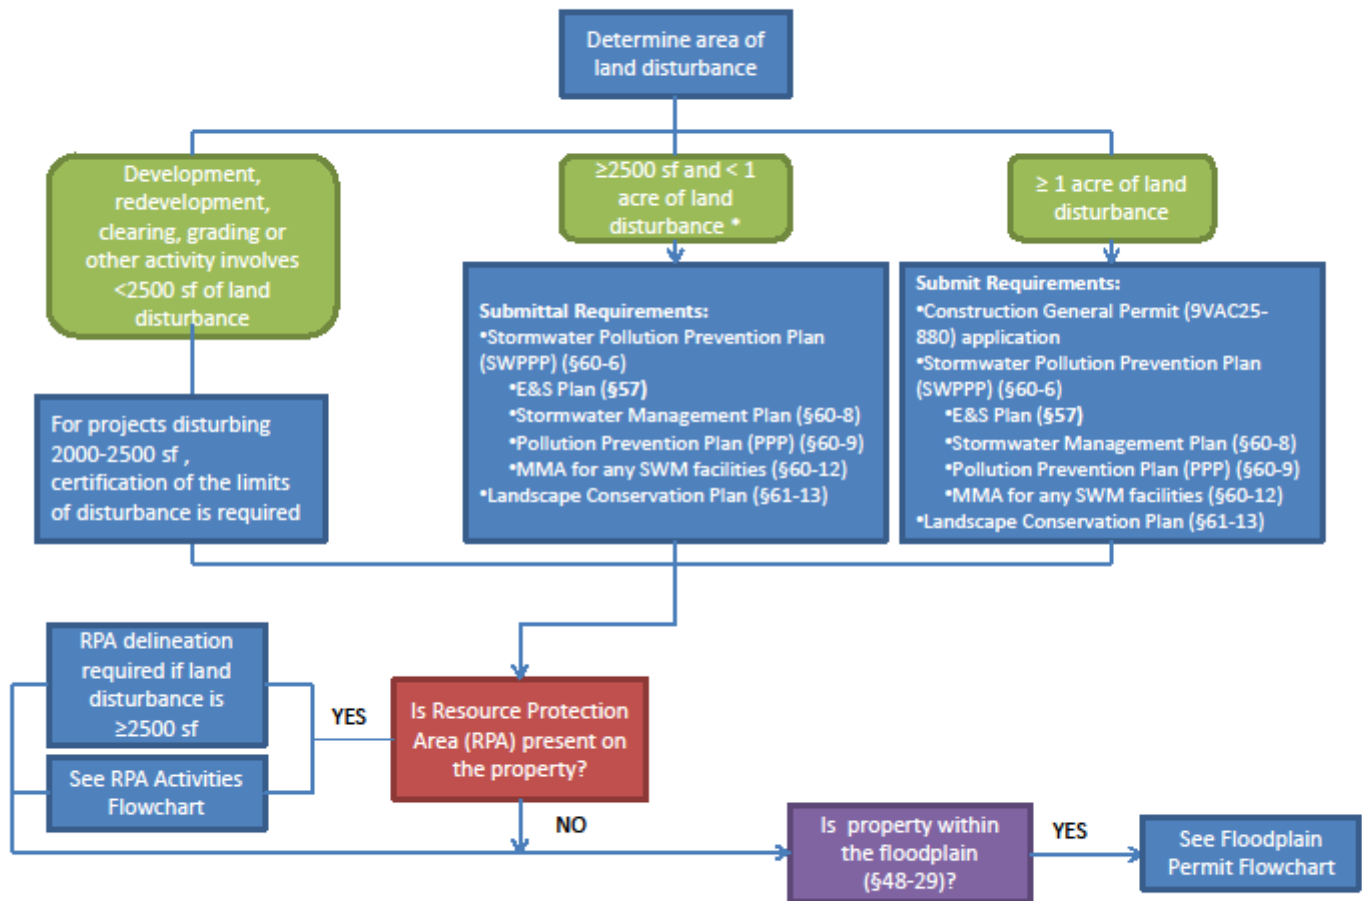 Determine area of
land disturbance
Development,
redevelopment,
clearing, grading or
other activity involves
<2500 sf of land
disturbance
≥2500 sf and < 1
acre of land
disturbance *
≥ 1 acre of land
disturbance
For projects disturbing
2000-2500 sf ,
certification of the limits
of disturbance is required
Submittal Requirements:
•Stormwater Pollution Prevention Plan
(SWPPP) (§60-6)
•E&S Plan (§57)
•Stormwater Management Plan (§60-8)
•Pollution Prevention Plan (PPP) (§60-9)
•MMA for any SWM facilities (§60-12)
•Landscape Conservation Plan (§61-13)
Submit Requirements:
•Construction General Permit (9VAC25-
880) application
•Stormwater Pollution Prevention Plan
(SWPPP) (§60-6)
•E&S Plan (§57)
•Stormwater Management Plan (§60-8)
•Pollution Prevention Plan (PPP) (§60-9)
•MMA for any SWM facilities (§60-12)
•Landscape Conservation Plan (§61-13)
RPA delineation
required if land
disturbance is
≥2500 sf
See RPA Activities
Flowchart
YES
Is Resource Protection
Area (RPA) present on
the property?
NO
Is property within
the floodplain
(§48-29)?
YES
See Floodplain
Permit Flowchart